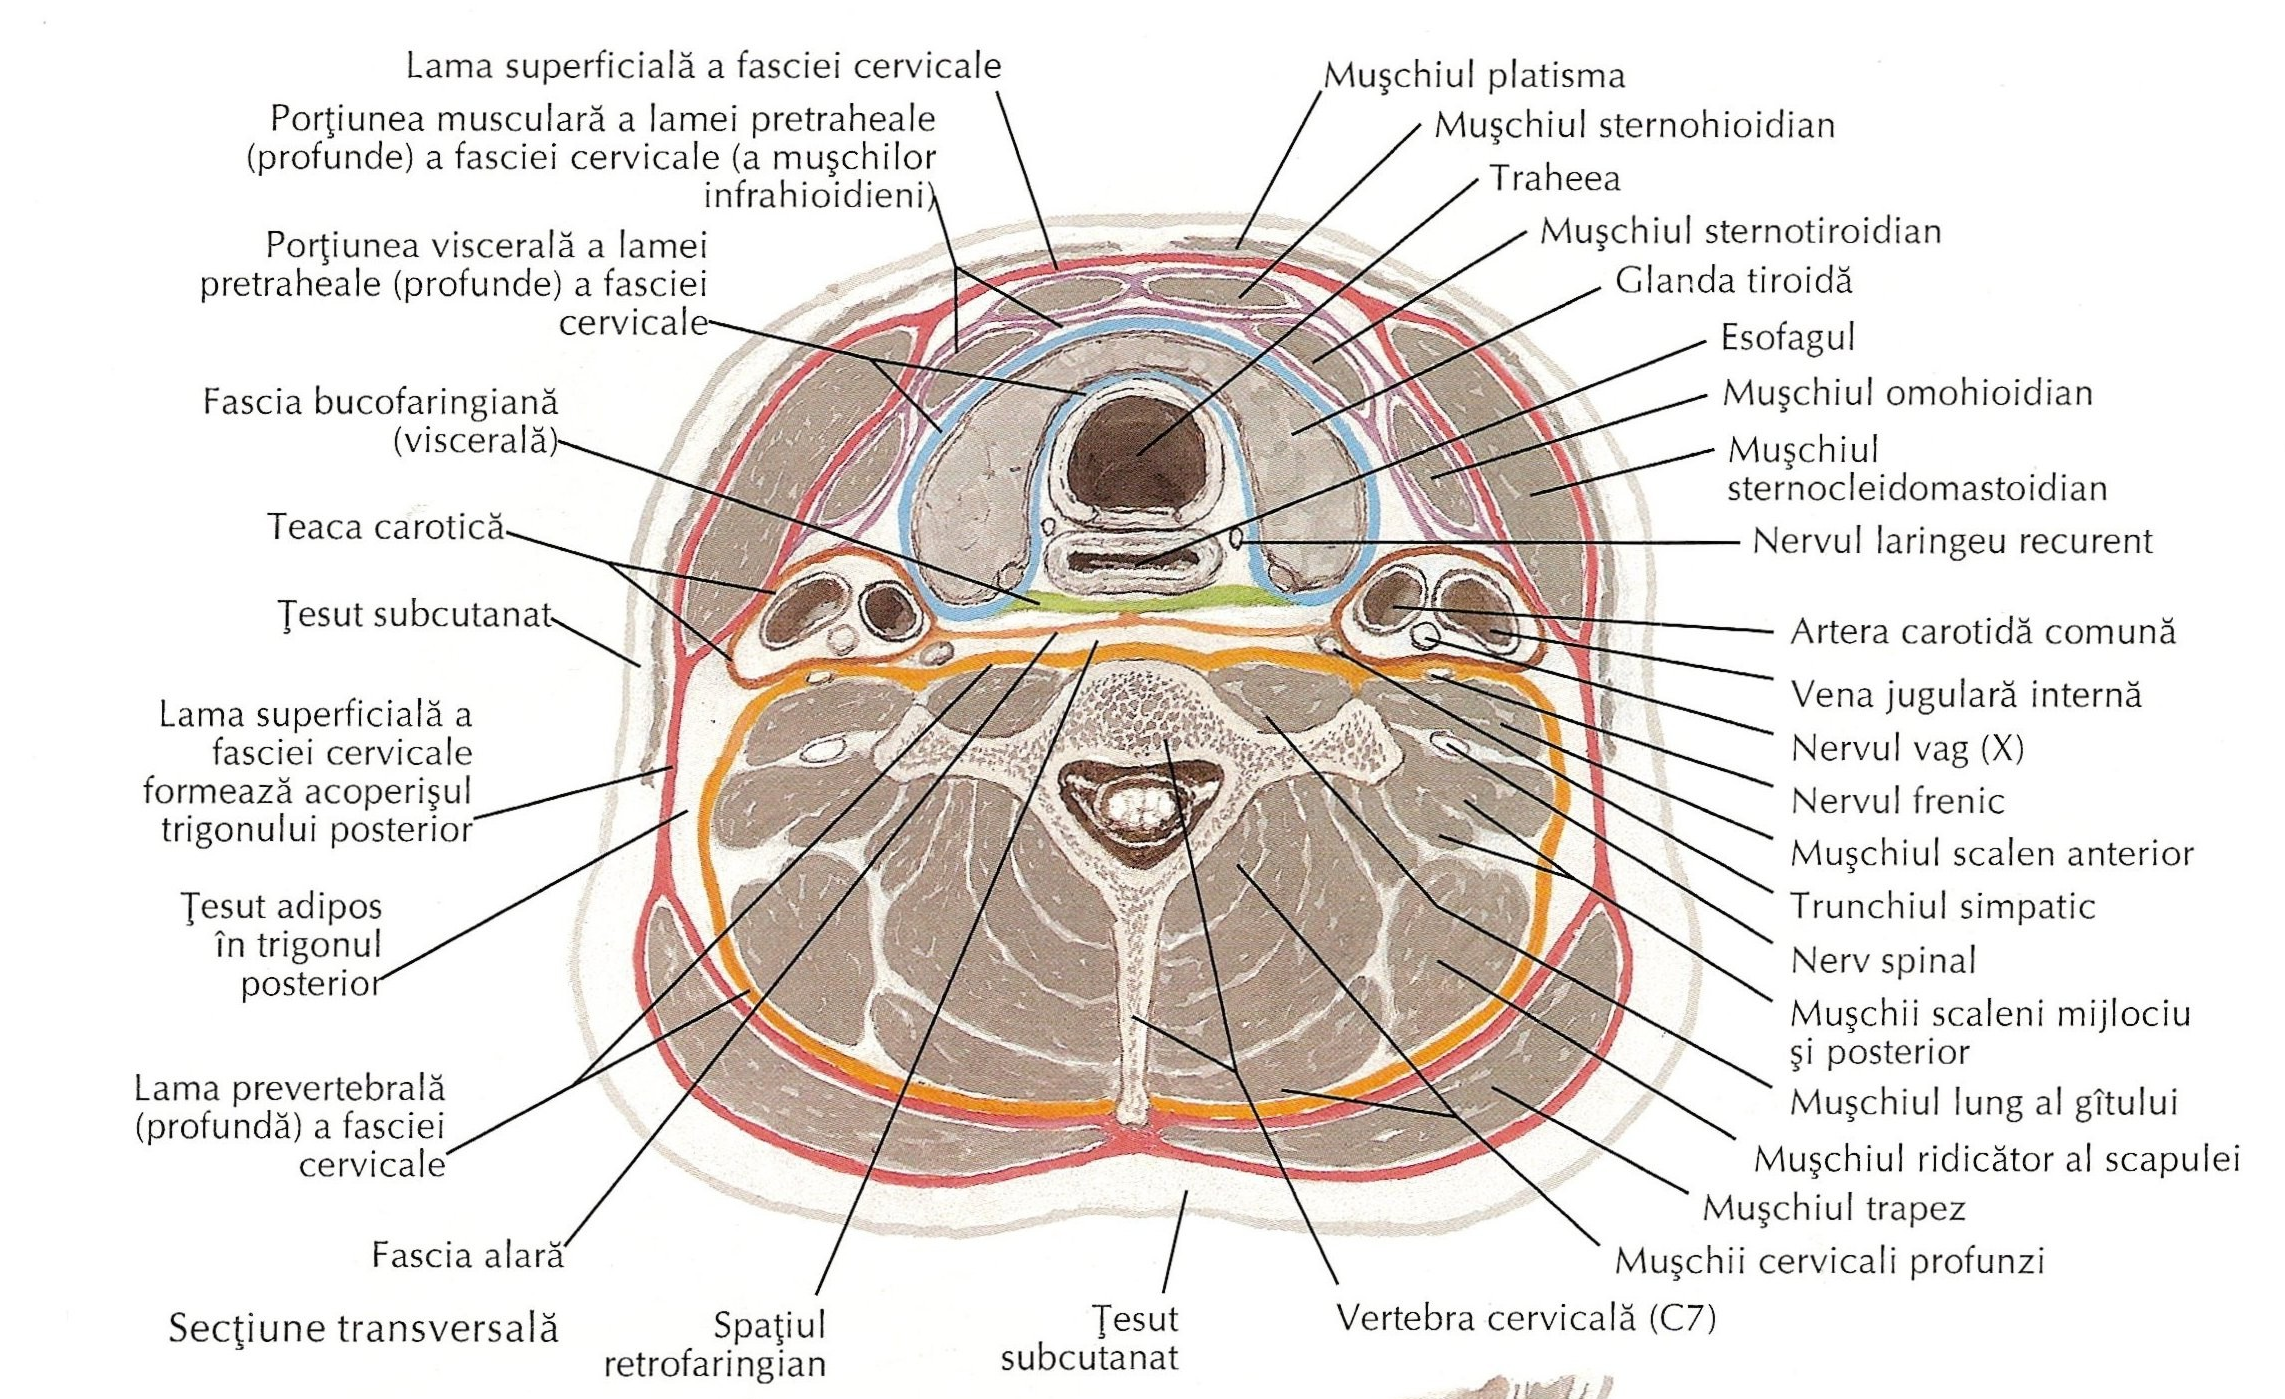 Lama superficială a fasciei cervicale
Porţiunea musculară a lamei pretraheale
(profunde) a fasciei cervicale (a muşchilor
infrahioidieni)
Porţiunea viscerală a lamei
pretraheale (profunde) a fasciei
cervicale
Fascia bucofaringiană
(viscerală)
Teaca carotică
Ţesut subcutanat
Lama superficială a
fasciei cervicale
formează acoperişul
trigonului posterior
Ţesut adipos
în trigonul
posterior
Lama prevertebrală
(profundă) a fasciei
cervicale
Fascia alară
Secţiune transversală
Spaţiul
retrofaringian
Ţesut
subcutanat
Muşchiul platisma
Muşchiul sternohioidian
Traheea
Muşchiul sternotiroidian
Glanda tiroidă
Esofagul
Muşchiul omohioidian
Muşchiul
sternocleidomastoidian
Nervul laringeu recurent
Artera carotidă comună
Vena jugulară internă
Nervul vag (X)
Nervul frenic
Muşchiul scalen anterior
Trunchiul simpatic
Nerv spinal
Muşchii scaleni mijlociu
şi posterior
Muşchiul lung al gîtului
Muşchiul ridicător al scapulei
Muşchiul trapez
Muşchii cervicali profunzi
Vertebra cervicală (C7)